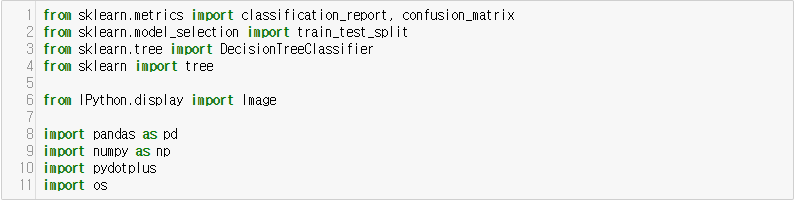 1 from sklearn.metrics import classification_report, confusion_matrix
2 from sklearn.model_selection import train_test_split
3 from sklearn.tree import DecisionTreeClassifier
4 from sklearn import tree
5
6 from IPython.display import Image
7
8 import pandas as pd
9 import numpy as np
10 import pydotplus
11 import os